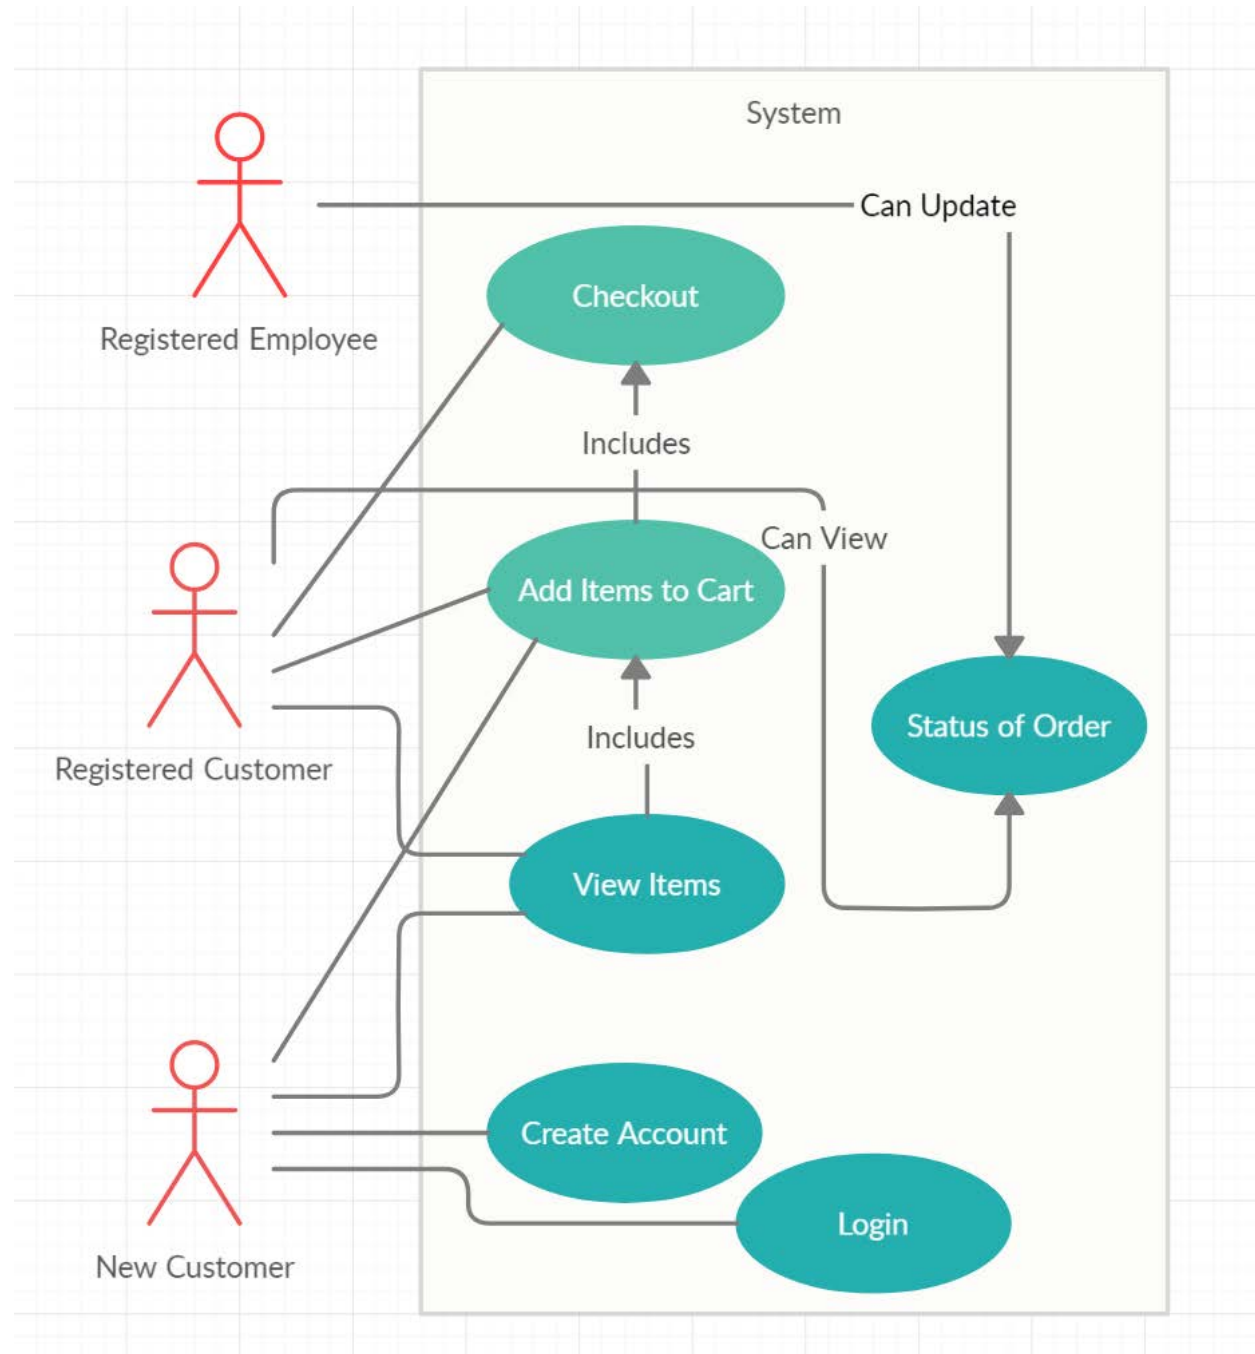 System
Can Update
Checkout
Registered Employee
Includes
Can View
Add Items to Cart
Status of Order
Includes
Registered Customer
View Items
Create Account
Login
New Customer